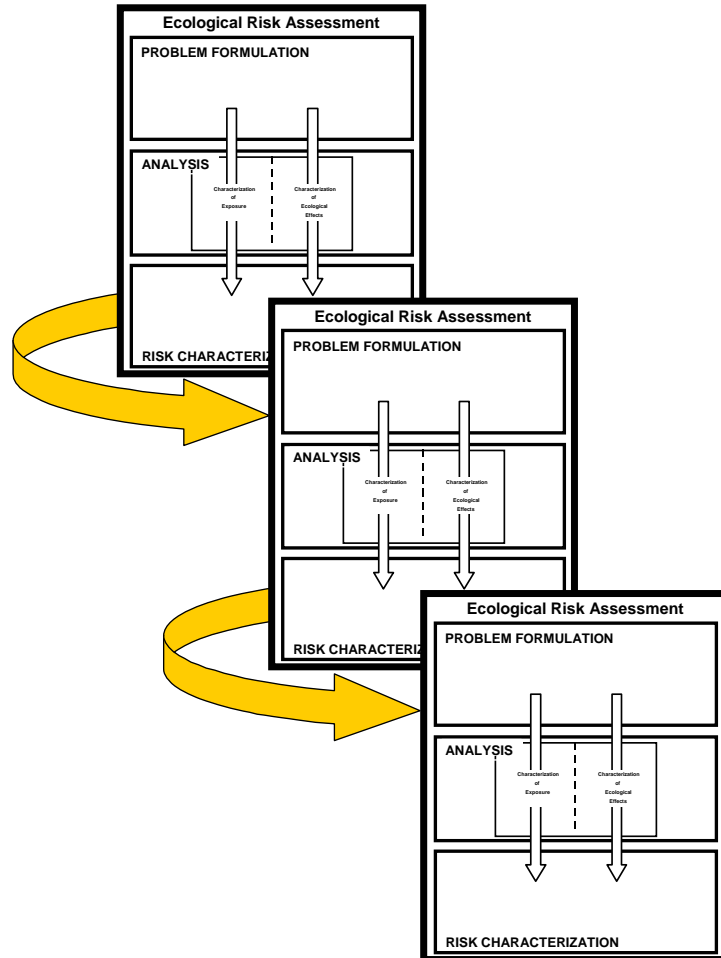 Ecological Risk Assessment
PROBLEM FORMULATION
ANALYSIS
Characterization
of
Exposure
Characterization
of
Ecological
Effects
RISK CHARACTERIZ
Ecological Risk Assessment
PROBLEM FORMULATION
ANALYSIS
Characterization
of
Exposure
Characterization
of
Ecological
Effects
RISK CHARACTERIZ
Ecological Risk Assessment
PROBLEM FORMULATION
ANALYSIS
Characterization
of
Exposure
Characterization
of
Ecological
Effects
RISK CHARACTERIZATION